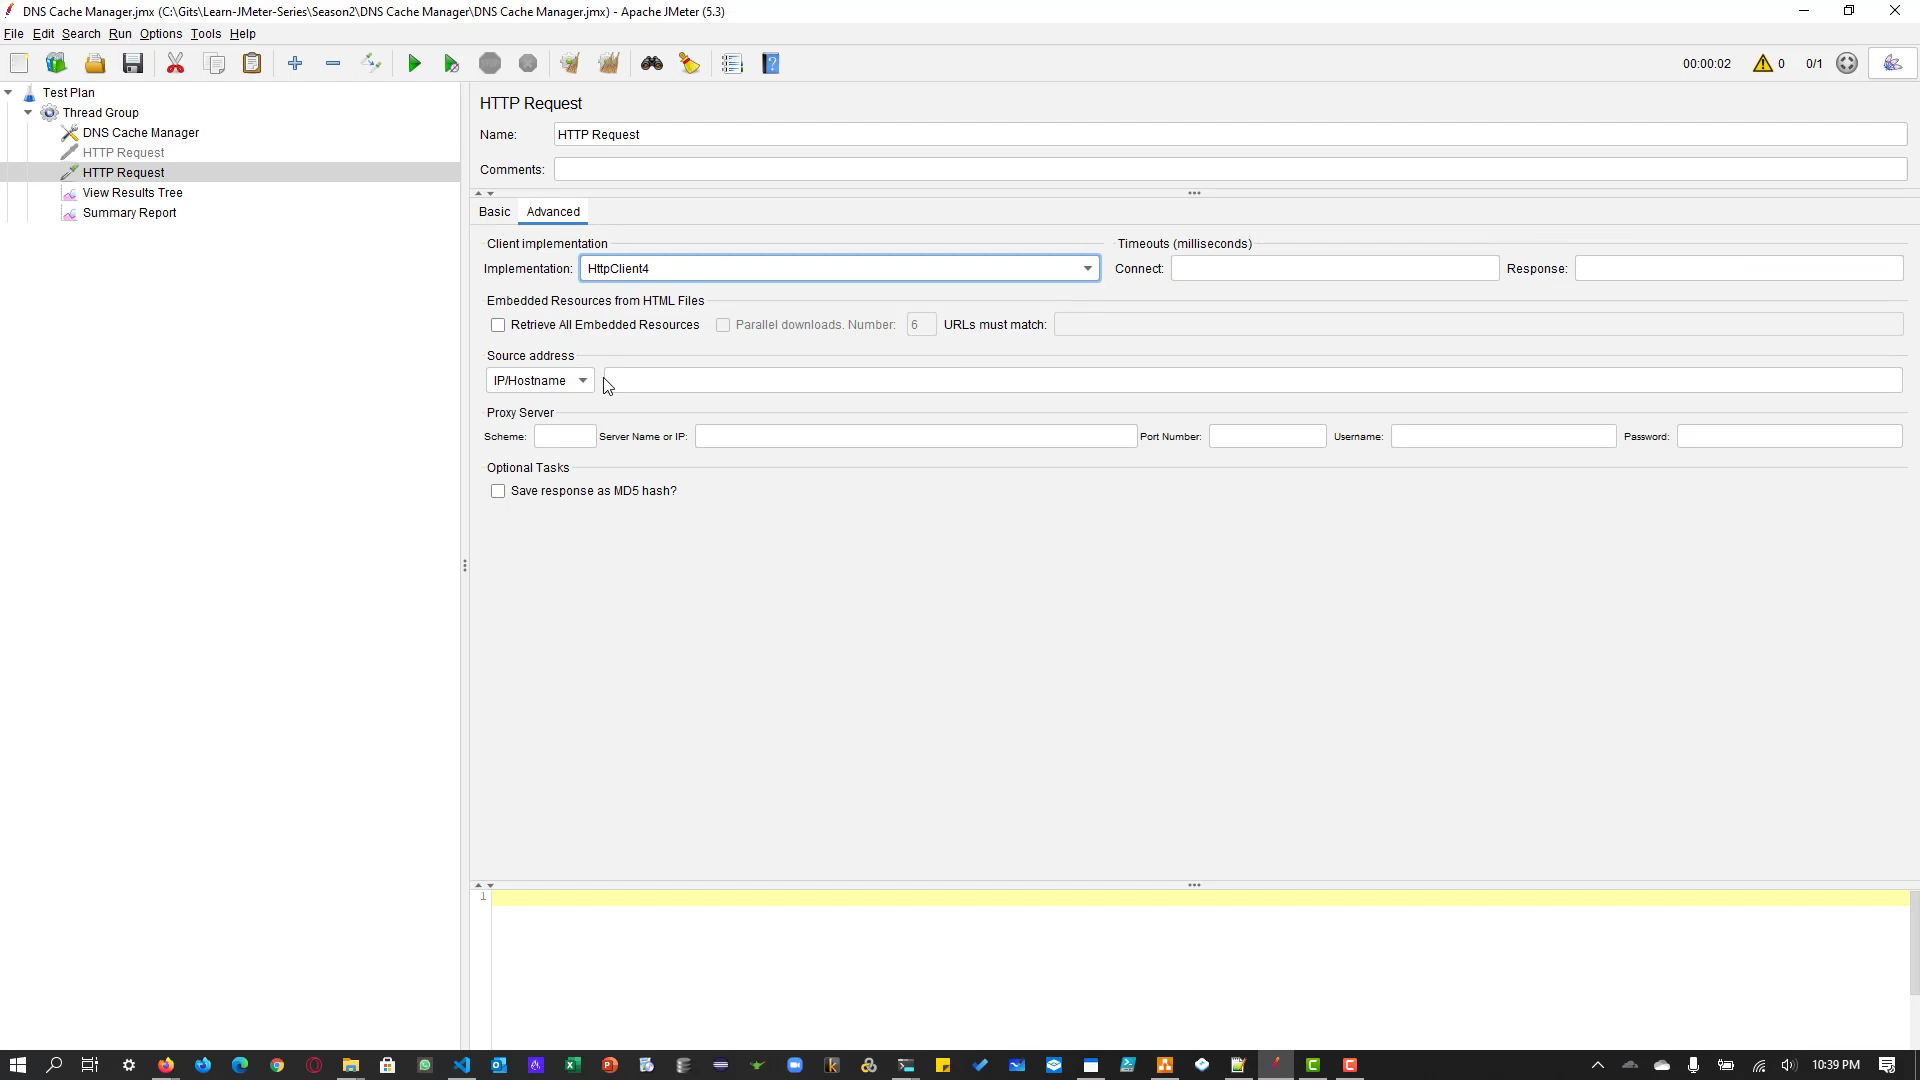 DNS Cache Manager.jmx (C:\Gits\Learn-JMeter-Series\Season2\DNS Cache Manager\DNS Cache Manager.jmx) - Apache JMeter (5.3)
File Edit Search Run Options Tools Help
00:00:02 0 0/1
Test Plan
Thread Group
DNS Cache Manager
HTTP Request
HTTP Request
View Results Tree
Summary Report
HTTP Request
Name: HTTP Request
Comments:
Basic Advanced
Client implementation Timeouts (milliseconds)
Implementation: HttpClient4 Connect: Response:
Embedded Resources from HTML Files
Retrieve All Embedded Resources Parallel downloads. Number: 6 URLs must match:
Source address
IP/Hostname
Proxy Server
Scheme: Server Name or IP: Port Number: Username: Password:
Optional Tasks
Save response as MD5 hash?
1
10:39 PM